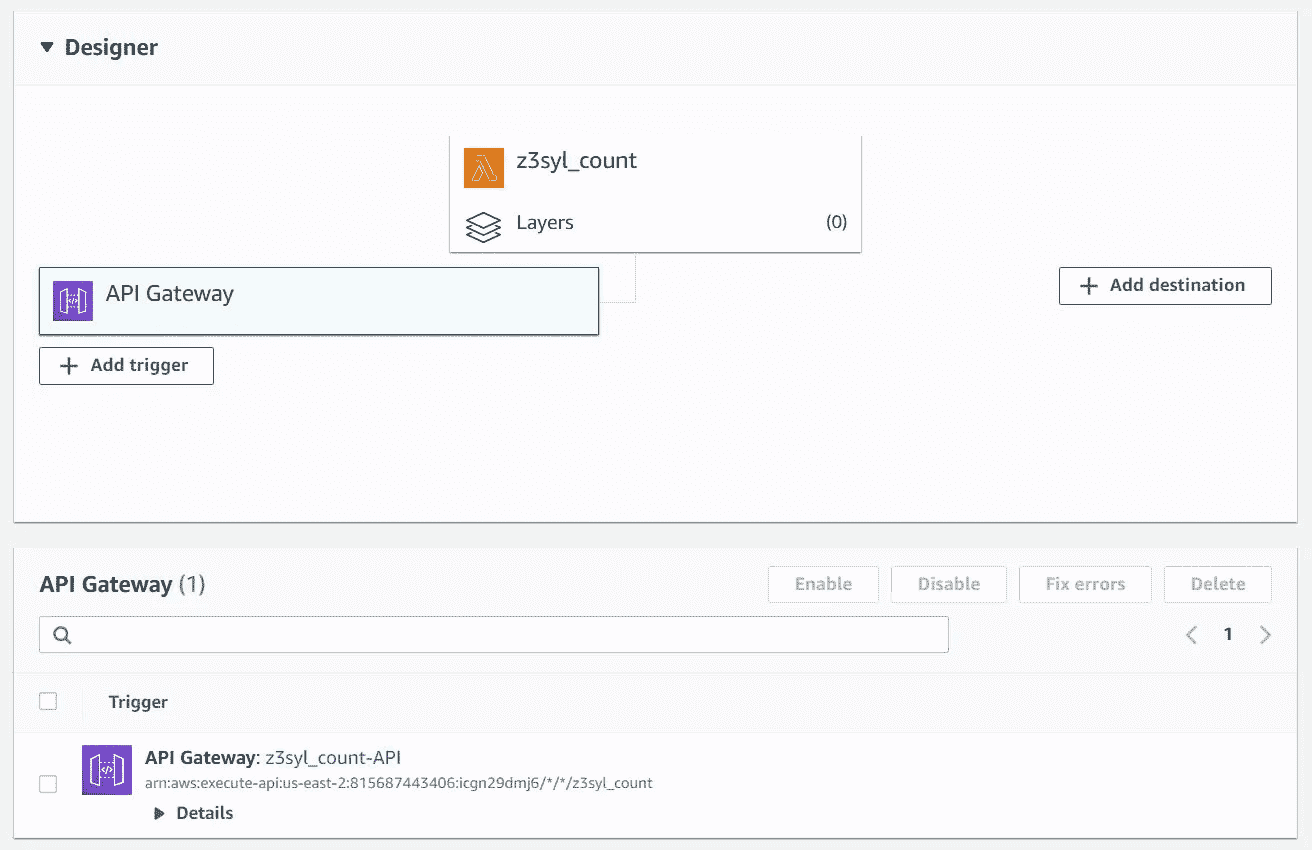 Designer
z3syl_count
Layers (0)
API Gateway
Add destination
Add trigger
API Gateway (1)
Enable Disable Fix errors Delete
1
Trigger
API Gateway: z3syl_count-API
arn:aws:execute-api:us-east-2:815687443406:icgn29dmj6/*/*/z3syl_count
Details